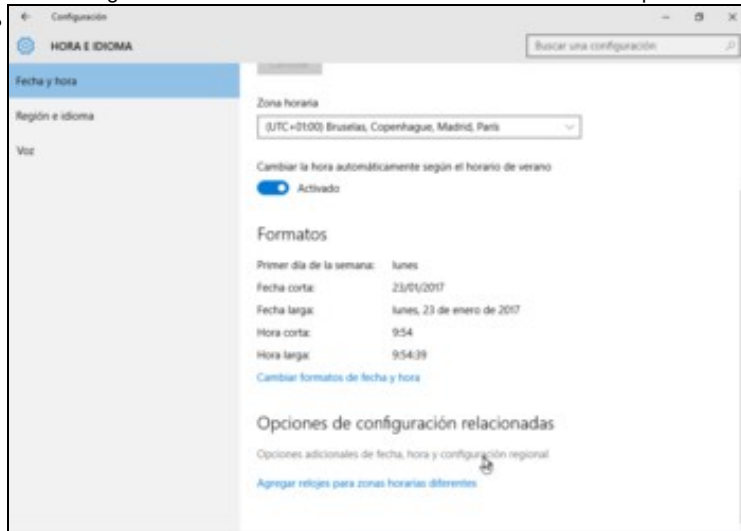 Configuración
HORA E IDIOMA
Buscar una configuración
Fecha y hora
Región e idioma
Voz
Zona horaria
(UTC+01:00) Bruselas, Copenhague, Madrid, París
Cambiar la hora automáticamente según el horario de verano
Activado
Formatos
Primer día de la semana: lunes
Fecha corta: 23/01/2017
Fecha larga: lunes, 23 de enero de 2017
Hora corta: 9:54
Hora larga: 9:54:39
Cambiar formatos de fecha y hora
Opciones de configuración relacionadas
Opciones adicionales de fecha, hora y configuración regional
Agregar relojes para zonas horarias diferentes